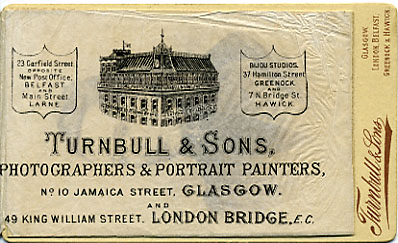 23 Garfield Street
OPPOSITE
New Post Office,
BELFAST
AND
Main Street
LARNE
BIJOU STUDIOS.
37 Hamilton Street
GREENOCK.
AND
7 N. Bridge St.
HAWICK
TURNBULL & SONS,
PHOTOGRAPHERS & PORTRAIT PAINTERS,
No 10 JAMAICA STREET, GLASGOW.
AND
49 KING WILLIAM STREET, LONDON BRIDGE, E.C.
Turnbull & Sons
GLASGOW.
LONDON BELFAST.
GREENOCK & HAWICK.